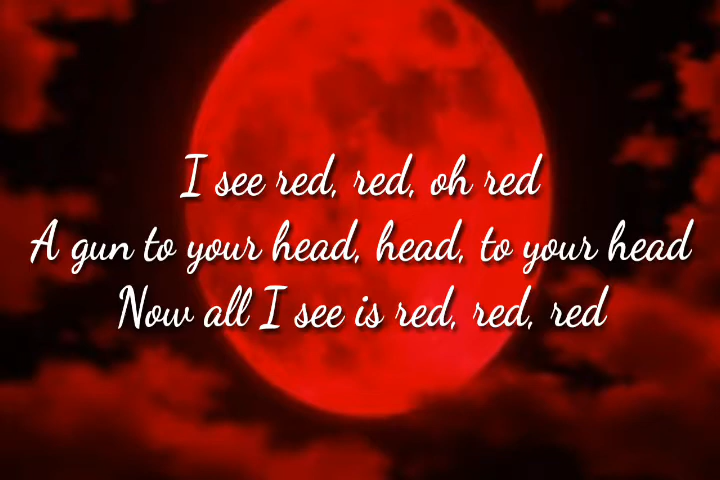 I see red, red, oh red
A gun to your head, head, to your head
Now all I see is red, red, red